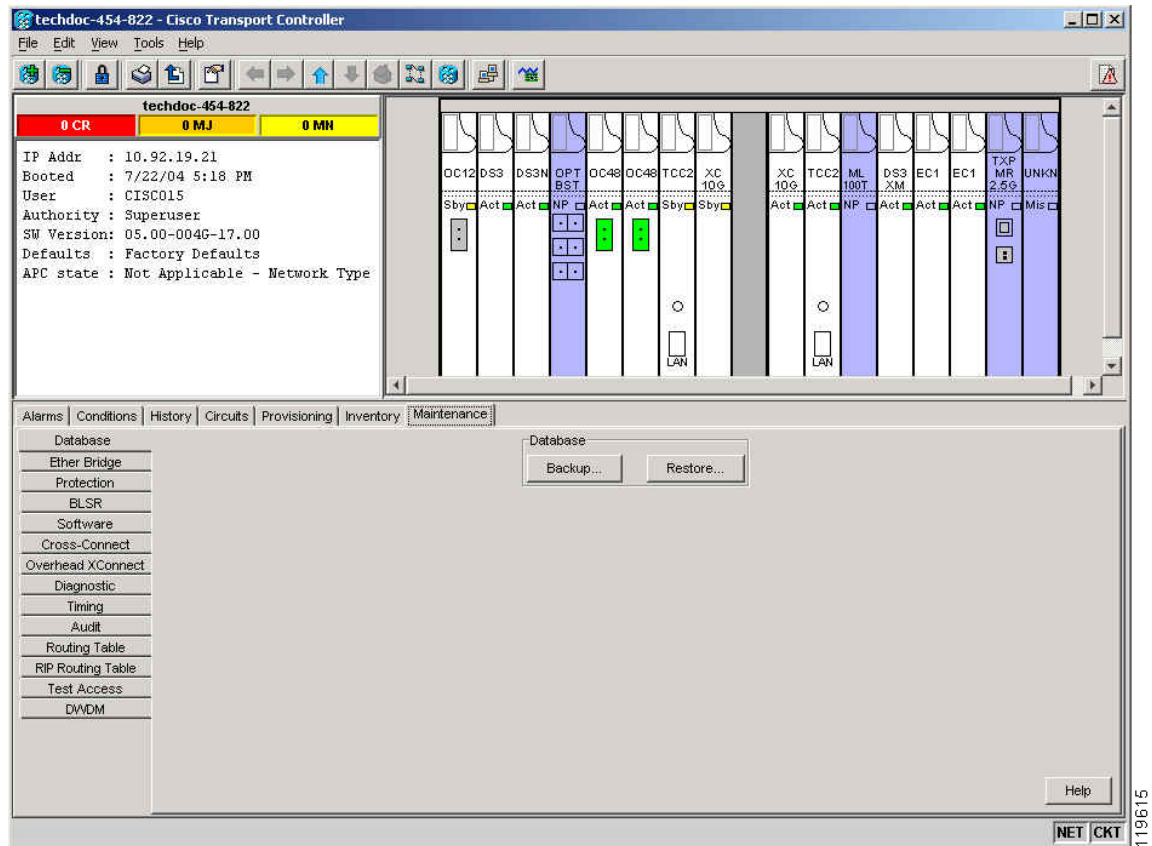 techdoc-454-822 - Cisco Transport Controller
File Edit View Tools Help
techdoc-454-822
0 CR 0 MJ 0 MN
IP Addr : 10.92.19.21
Booted : 7/22/04 5:18 PM
User : CISCO15
Authority : Superuser
SW Version: 05.00-004G-17.00
Defaults : Factory Defaults
APC state : Not Applicable - Network Type
OC12 DS3 DS3N OPT BST OC48 OC48 TCC2 XC 10G XC 10G TCC2 ML 100T DS3 XM EC1 EC1 TXP MR 2.5G UNKN
Sby Act Act NP Act Act Sby Sby Act Act NP Act Act Act NP Mis
LAN LAN
Alarms Conditions History Circuits Provisioning Inventory Maintenance
Database
Ether Bridge
Protection
BLSR
Software
Cross-Connect
Overhead XConnect
Diagnostic
Timing
Audit
Routing Table
RIP Routing Table
Test Access
DWDM
Database
Backup... Restore...
Help
NET CKT
119615